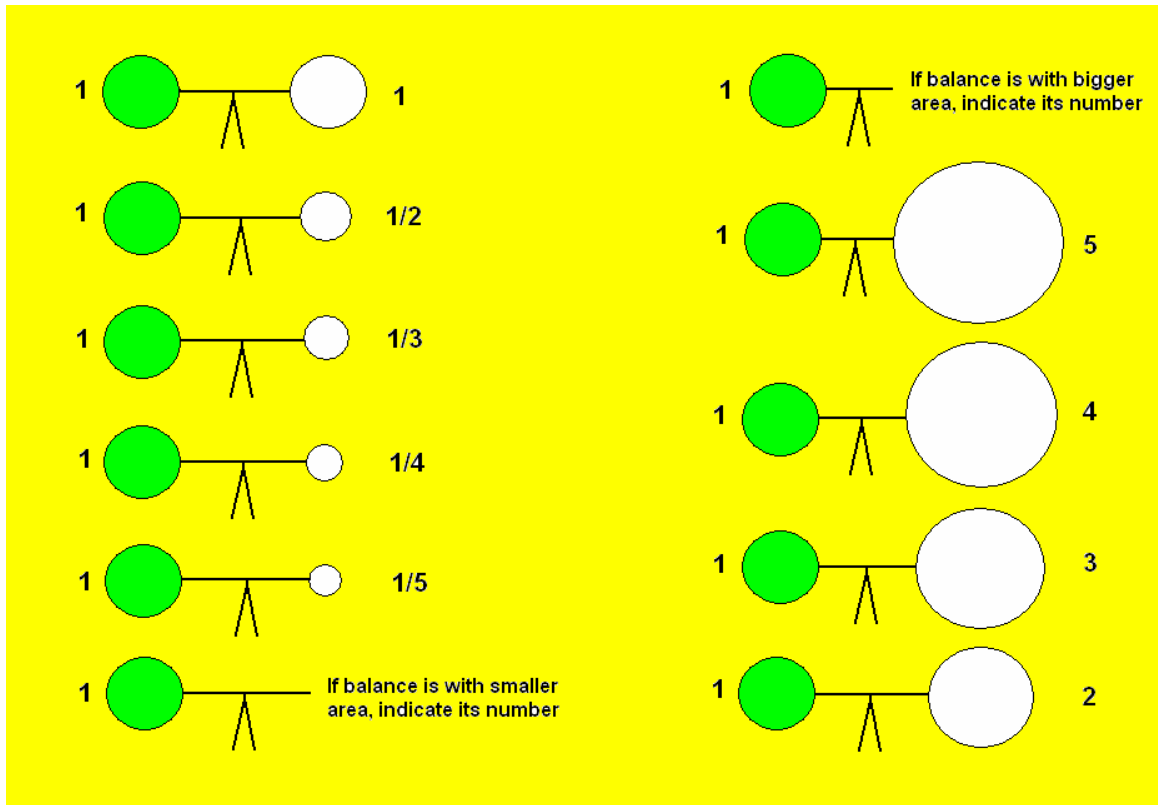 1 1
1 1/2
1 1/3
1 1/4
1 1/5
1 If balance is with smaller
area, indicate its number
1 If balance is with bigger
area, indicate its number
1 5
1 4
1 3
1 2